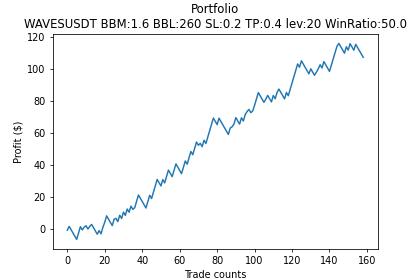 Portfolio
WAVESUSDT BBM:1.6 BBL:260 SL:0.2 TP:0.4 lev:20 WinRatio:50.0
120
100
80
60
40
20
0
Profit ($)
0 20 40 60 80 100 120 140 160
Trade counts